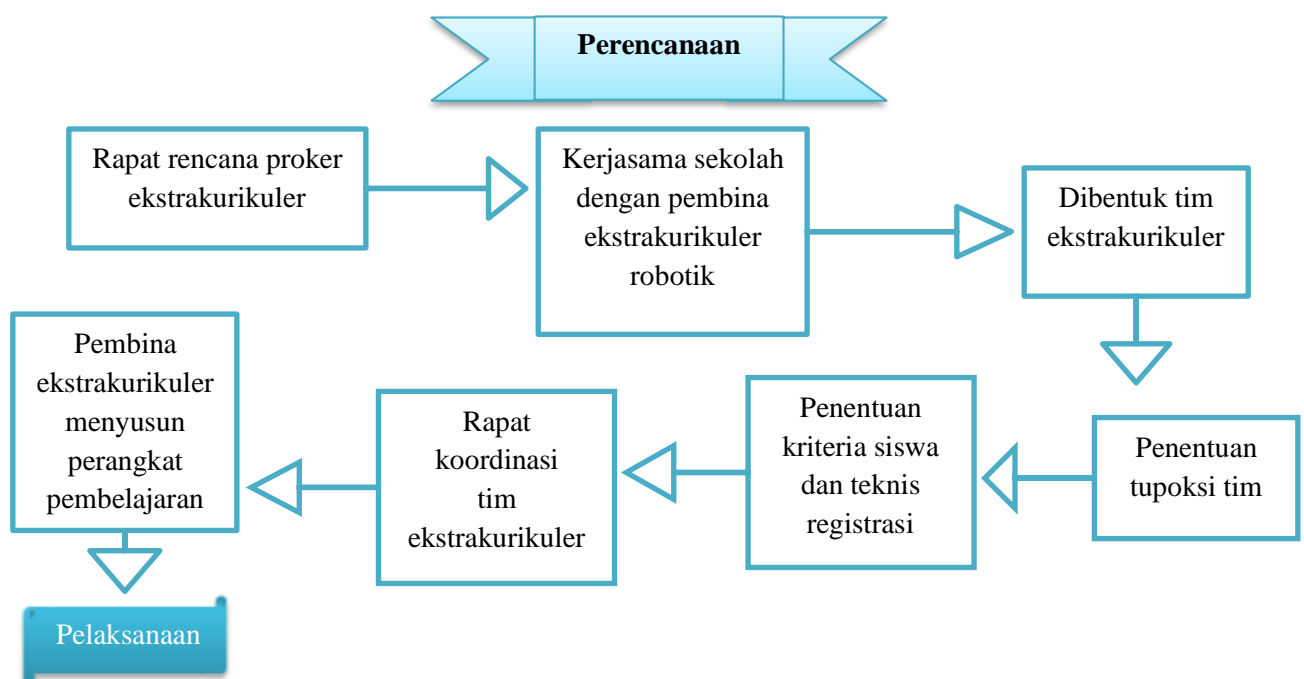 Perencanaan
Rapat rencana proker
ekstrakurikuler
Kerjasama sekolah
dengan pembina
ekstrakurikuler
robotik
Dibentuk tim
ekstrakurikuler
Penentuan
tupoksi tim
Penentuan
kriteria siswa
dan teknis
registrasi
Rapat
koordinasi
tim
ekstrakurikuler
Pembina
ekstrakurikuler
menyusun
perangkat
pembelajaran
Pelaksanaan